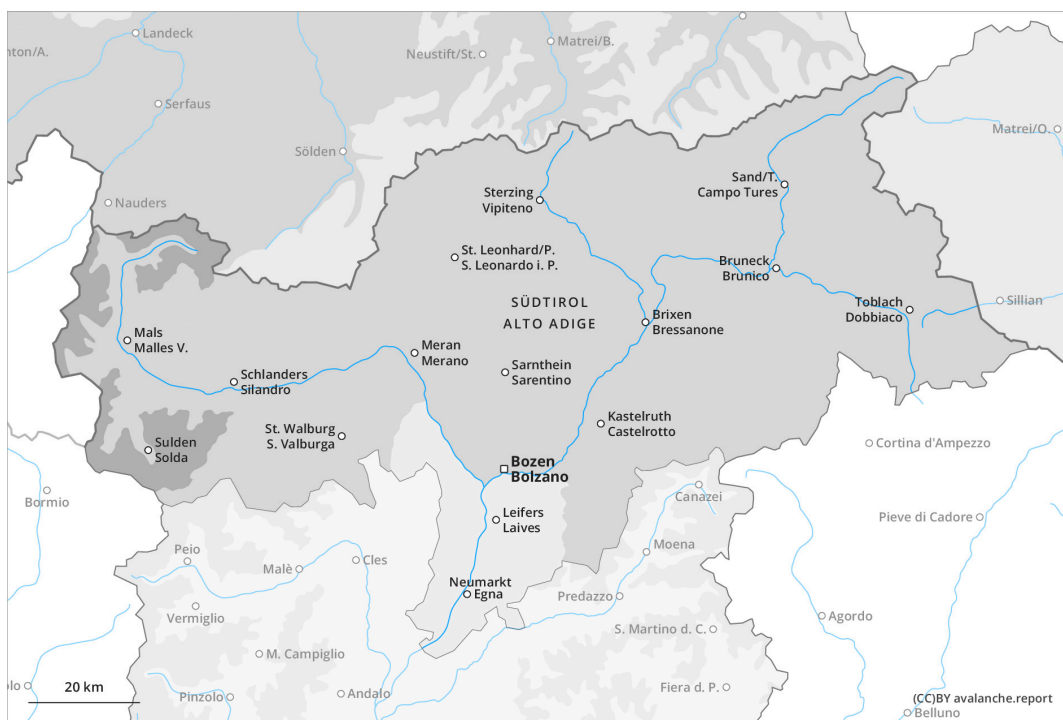 Landeck
Matrei/B.
Neustift/St.
nton/A.
Serfaus
Matrei/O.
Sölden
Sand/T.
Campo Tures
Sterzing
Vipiteno
Nauders
St. Leonhard/P.
S. Leonardo i. P.
Bruneck
Brunico
SÜDTIROL
ALTO ADIGE
Toblach
Dobbiaco
Sillian
Brixen
Bressanone
Mals
Malles V.
Meran
Merano
Sarnthein
Sarentino
Schlanders
Silandro
Kastelruth
Castelrotto
St. Walburg
S. Valburga
Sulden
Solda
Cortina d'Ampezzo
Bozen
Bolzano
Bormio
Canazei
Leifers
Laives
Pieve di Cadore
Peio
Cles
Moena
Malè
Neumarkt
Egna
Predazzo
Vermiglio
Agordo
S. Martino d. C.
M. Campiglio
20 km
olo
Pinzolo
Andalo
Fiera d. P.
(CC)BY avalanche.report
Belluno